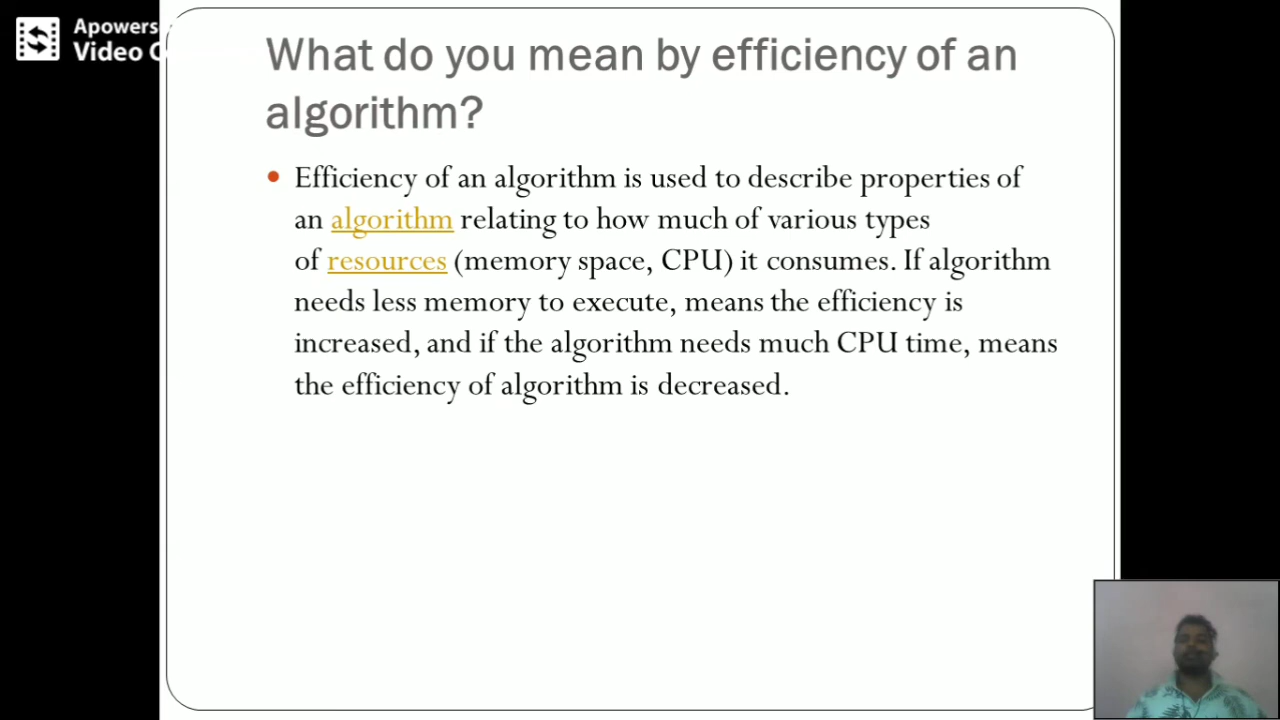 Apowers
Video
What do you mean by efficiency of an
algorithm?
• Efficiency of an algorithm is used to describe properties of
an algorithm relating to how much of various types
of resources (memory space, CPU) it consumes. If algorithm
needs less memory to execute, means the efficiency is
increased, and if the algorithm needs much CPU time, means
the efficiency of algorithm is decreased.